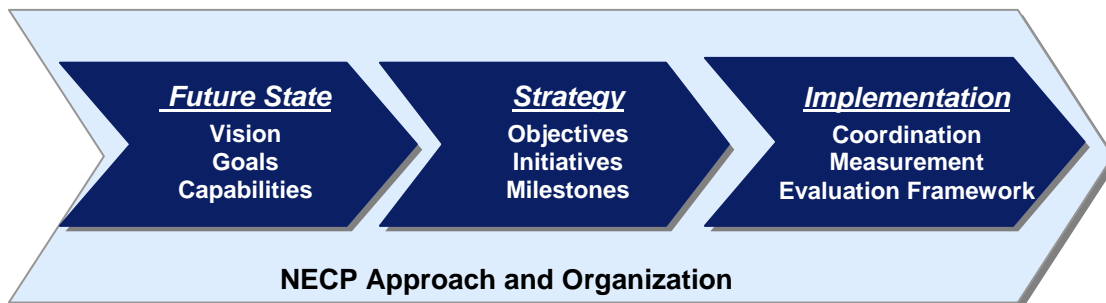 Future State
Vision
Goals
Capabilities
Strategy
Objectives
Initiatives
Milestones
Implementation
Coordination
Measurement
Evaluation Framework
NECP Approach and Organization